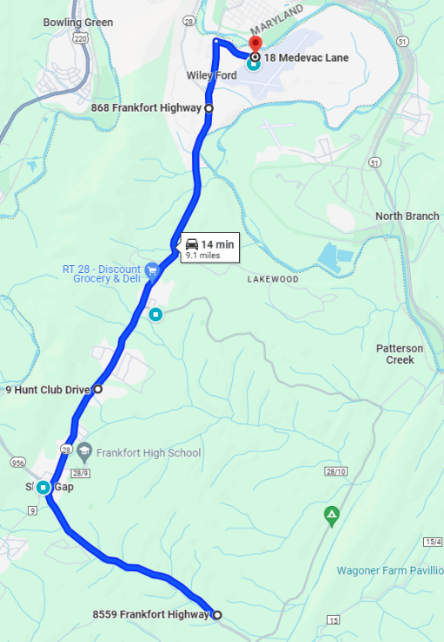 Bowling Green
220
28
MARYLAND
51
18 Medevac Lane
Wiley Ford
868 Frankfort Highway
51
North Branch
14 min
9.1 miles
RT 28 - Discount
Grocery & Deli
LAKEWOOD
Patterson
Creek
9 Hunt Club Drive
28
Frankfort High School
956
28/9
28/10
Gap
9
15/4
Wagoner Farm Pavilio
8559 Frankfort Highway
15